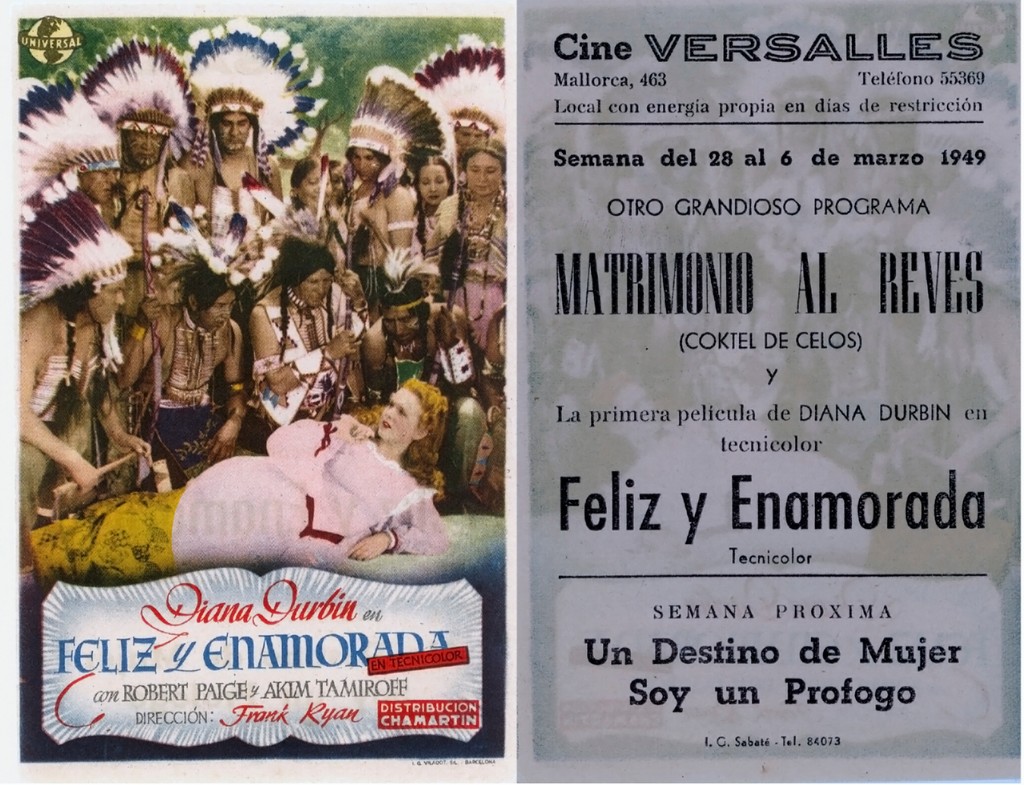 UNIVERSAL
Diana Durbin en
FELIZ y ENAMORADA
EN TECNICOLOR
con ROBERT PAIGE y AKIM TAMIROFF
DIRECCIÓN: Frank Ryan
DISTRIBUCION
CHAMARTIN
BARCELONA
Cine VERSALLES
Mallorca, 463 Teléfono 55369
Local con energía propia en días de restricción
Semana del 28 al 6 de marzo 1949
OTRO GRANDIOSO PROGRAMA
MATRIMONIO AL REVES
(COKTEL DE CELOS)
Y
La primera película de DIANA DURBIN en
tecnicolor
Feliz y Enamorada
Tecnicolor
SEMANA PROXIMA
Un Destino de Mujer
Soy un Profogo
I. G. Sabaté - Tel. 84073